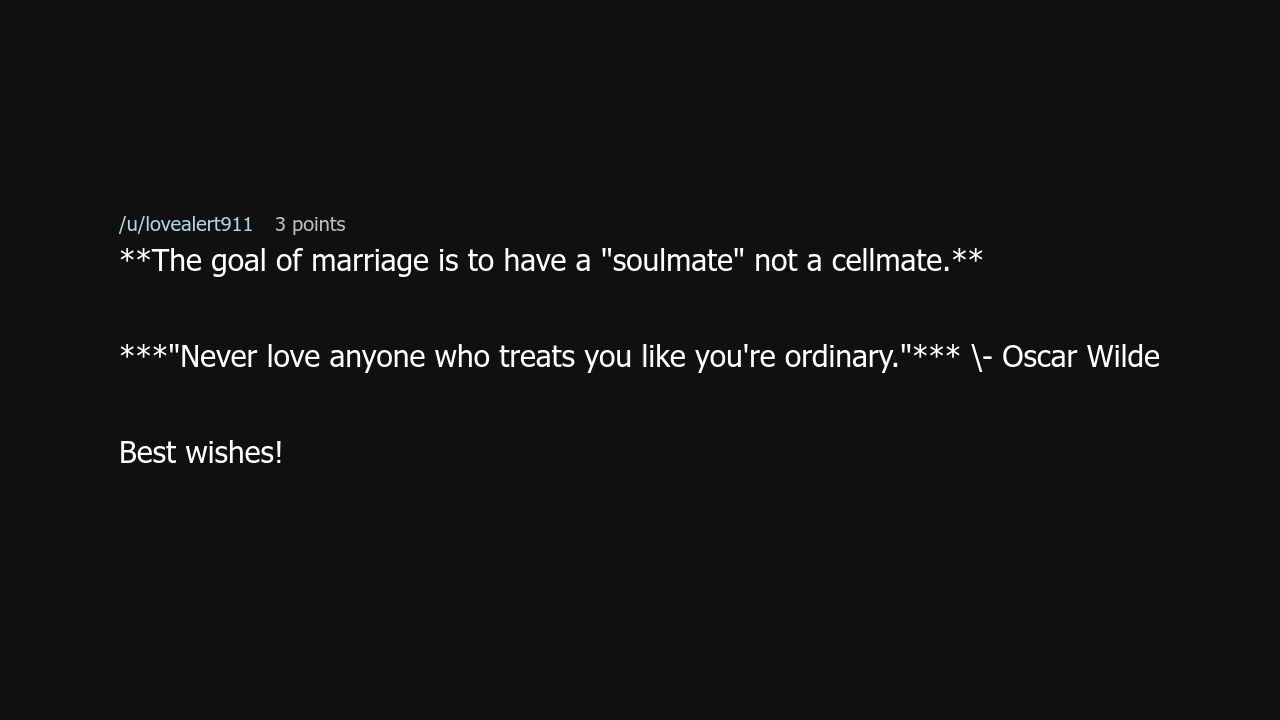 /u/lovealert911 3 points
**The goal of marriage is to have a "soulmate" not a cellmate.**
***"Never love anyone who treats you like you're ordinary."*** \- Oscar Wilde
Best wishes!